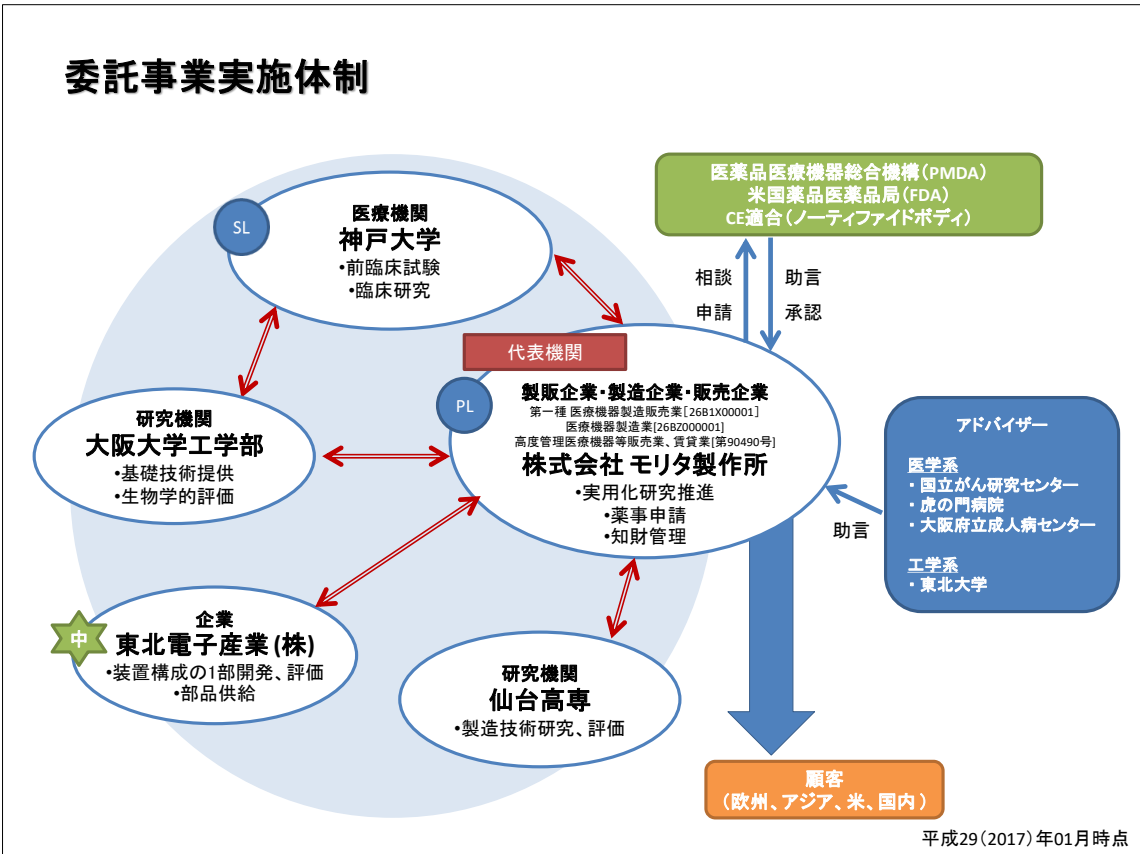 委託事業実施体制
医薬品医療機器総合機構(PMDA)
米国薬品医薬品局(FDA)
CE適合(ノーティファイドボディ)
SL
医療機関
神戸大学
•前臨床試験
•臨床研究
相談
申請
助言
承認
代表機関
PL
製販企業・製造企業・販売企業
第一種 医療機器製造販売業[26B1X00001]
医療機器製造業[26BZ000001]
高度管理医療機器等販売業、賃貸業[第90490号]
株式会社 モリタ製作所
•実用化研究推進
•薬事申請
•知財管理
研究機関
大阪大学工学部
•基礎技術提供
•生物学的評価
アドバイザー
医学系
・国立がん研究センター
・虎の門病院
・大阪府立成人病センター
工学系
・東北大学
助言
中
企業
東北電子産業(株)
•装置構成の1部開発、評価
•部品供給
研究機関
仙台高専
•製造技術研究、評価
顧客
(欧州、アジア、米、国内)
平成29(2017)年01月時点